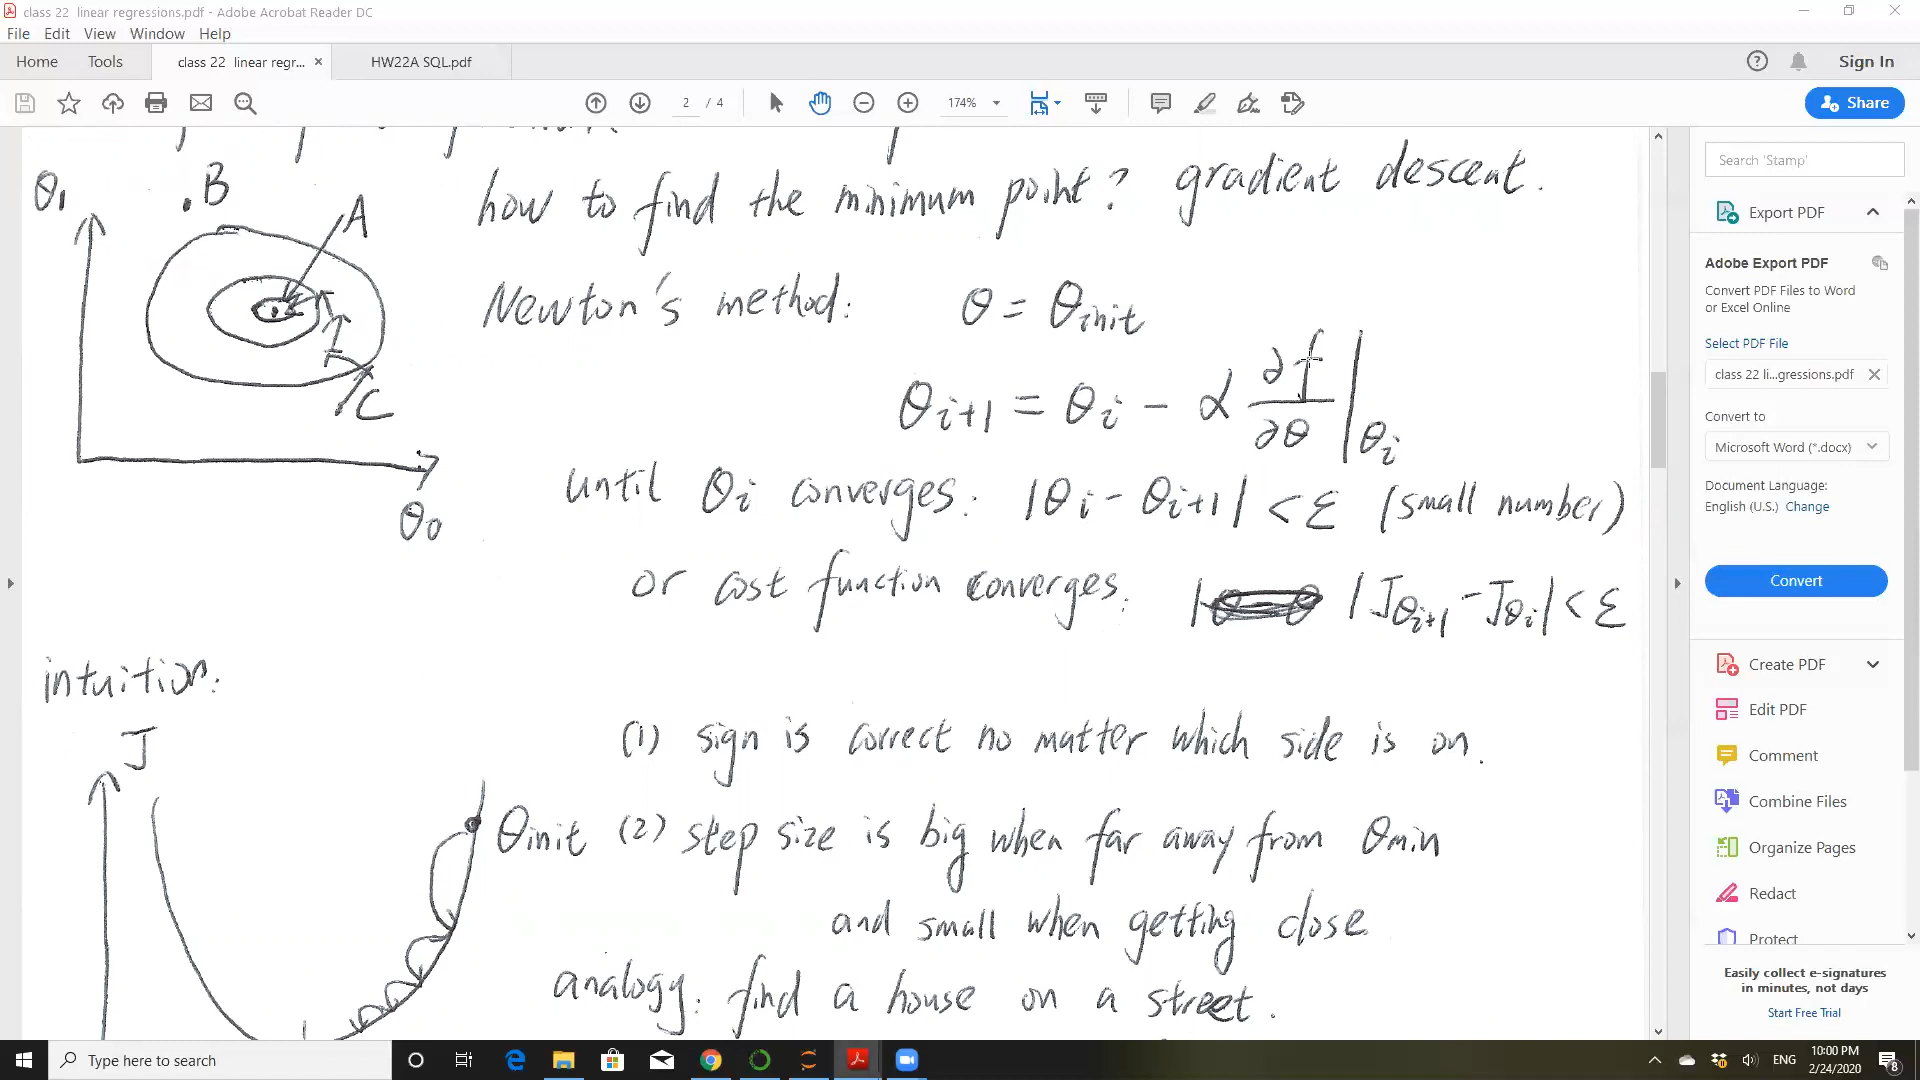 class 22 linear regressions.pdf - Adobe Acrobat Reader DC
File Edit View Window Help
Home Tools class 22 linear regr... × HW22A SQL.pdf Sign In
2 / 4 174% Share
how to find the minimum point? gradient descent.
θ₁ .B A
Newton's method: θ = θinit
C
θi+1 = θi - α ∂f/∂θ |θi
θ0
until θi converges: |θi - θi+1| < ε (small number)
or cost function converges: | |Jθi+1 - Jθi| < ε
intuition:
J
(1) sign is correct no matter which side is on.
θinit (2) step size is big when far away from θmin
and small when getting close
analogy: find a house on a street.
Search 'Stamp'
Export PDF
Adobe Export PDF
Convert PDF Files to Word
or Excel Online
Select PDF File
class 22 li...gressions.pdf
Convert to
Microsoft Word (*.docx)
Document Language:
English (U.S.) Change
Convert
Create PDF
Edit PDF
Comment
Combine Files
Organize Pages
Redact
Protect
Easily collect e-signatures
in minutes, not days
Start Free Trial
Type here to search
ENG
10:00 PM
2/24/2020
8